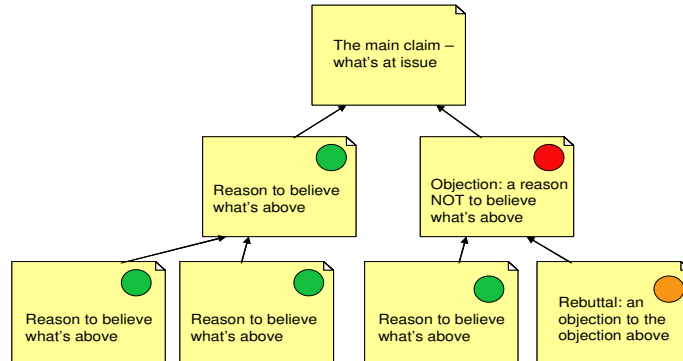 The main claim –
what's at issue
Reason to believe
what's above
Objection: a reason
NOT to believe
what's above
Reason to believe
what's above
Reason to believe
what's above
Reason to believe
what's above
Rebuttal: an
objection to the
objection above